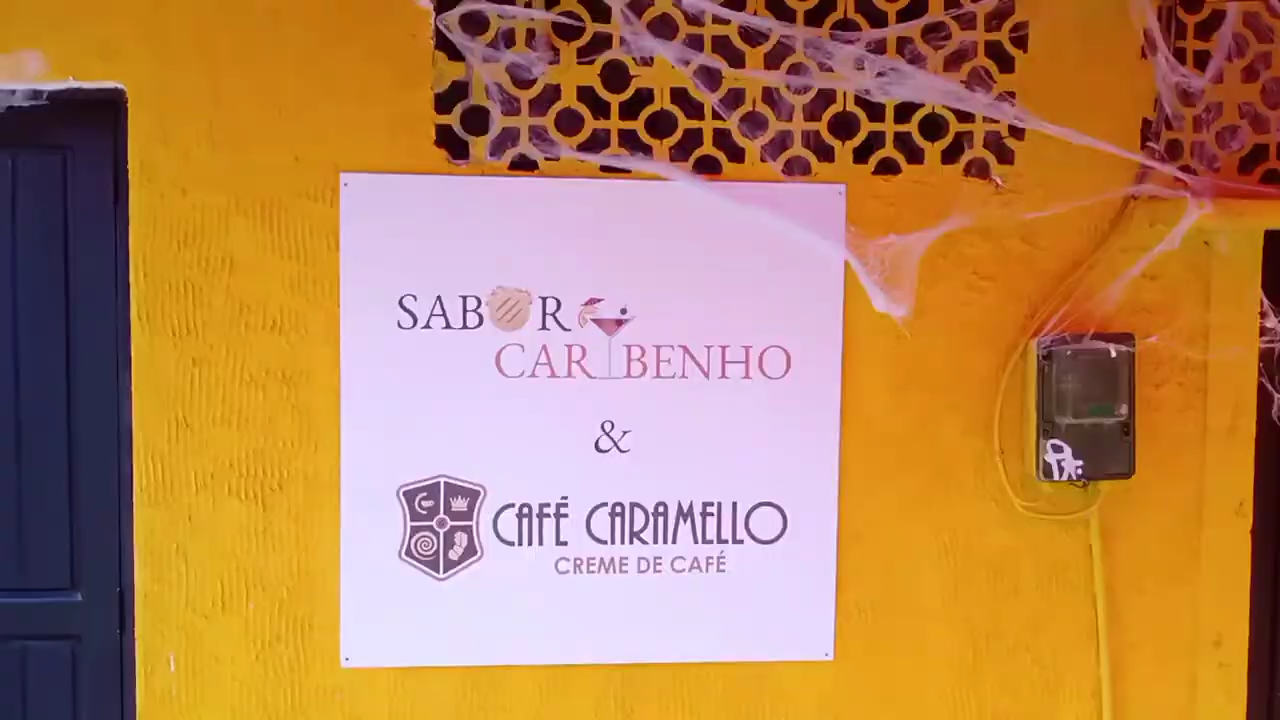 SABOR
CARIBENHO
&
CAFÉ CARAMELLO
CREME DE CAFÉ